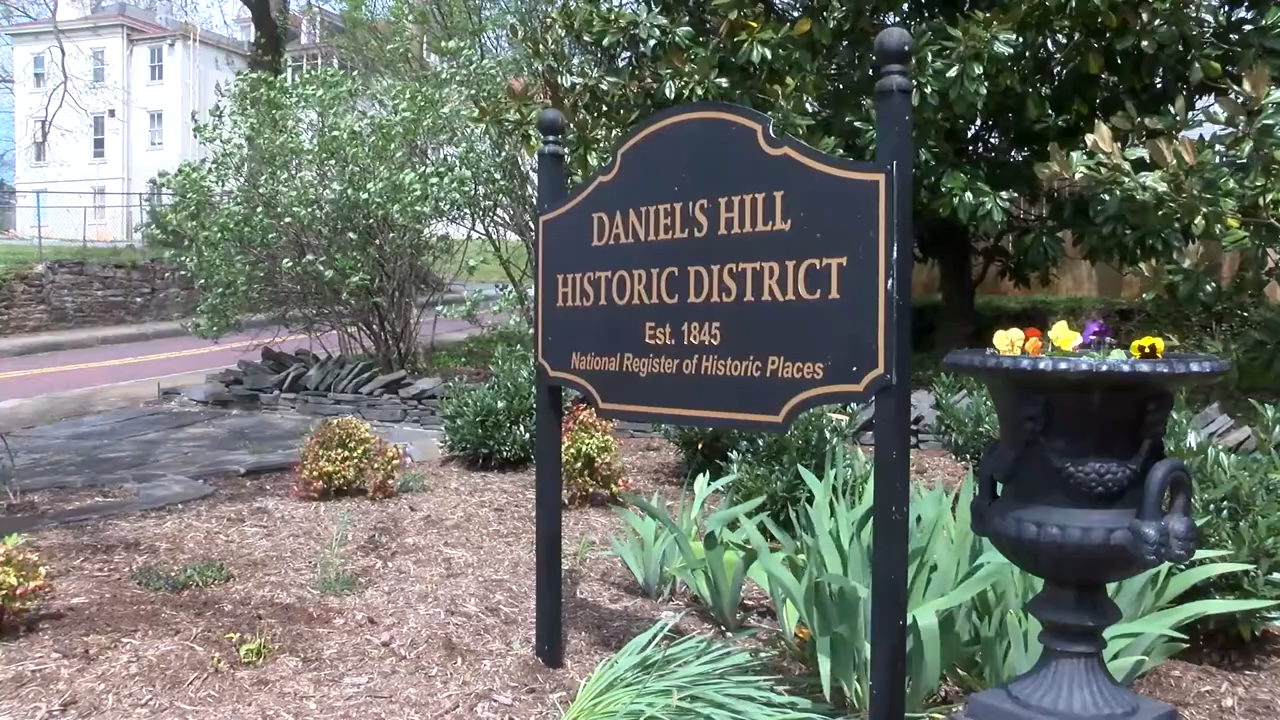 DANIEL'S HILL
HISTORIC DISTRICT
Est. 1845
National Register of Historic Places